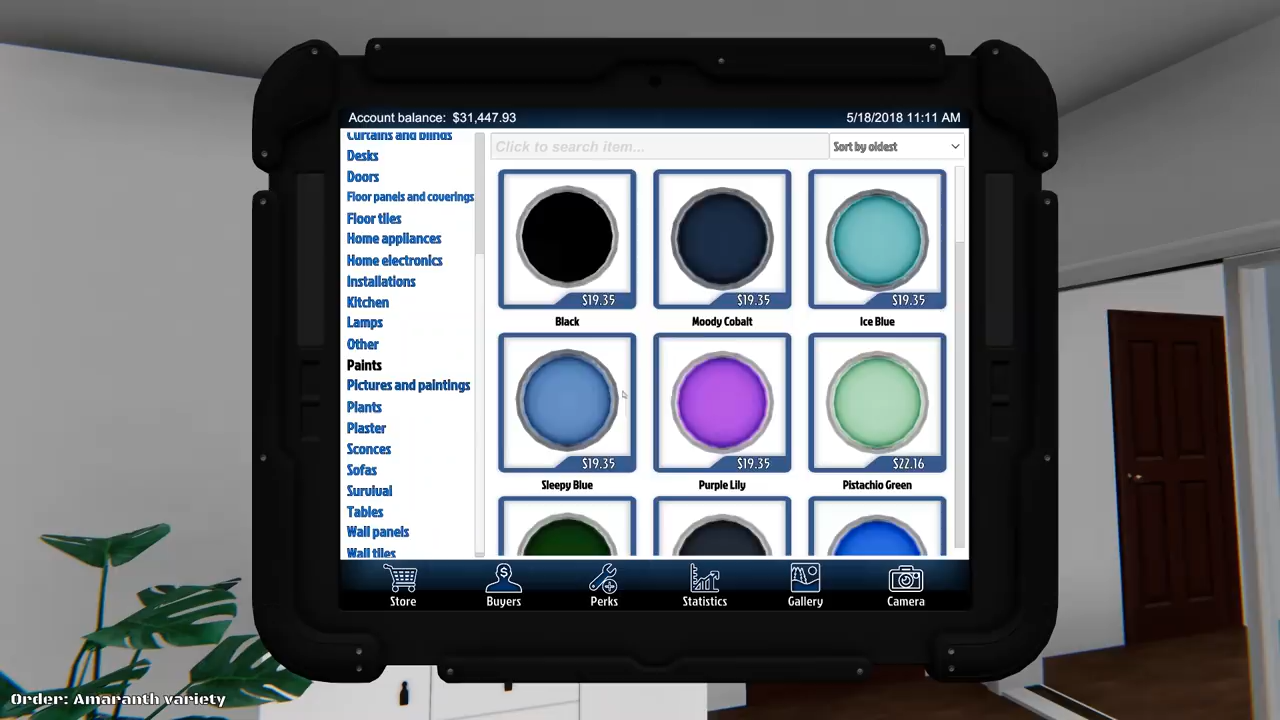 Account balance: $31,447.93
5/18/2018 11:11 AM
Curtains and blinds
Desks
Doors
Floor panels and coverings
Floor tiles
Home appliances
Home electronics
Installations
Kitchen
Lamps
Other
Paints
Pictures and paintings
Plants
Plaster
Sconces
Sofas
Survival
Tables
Wall panels
Wall tiles
Click to search item...
Sort by oldest
$19.35
$19.35
$19.35
Black
Moody Cobalt
Ice Blue
$19.35
$19.35
$22.16
Sleepy Blue
Purple Lily
Pistachio Green
Store
Buyers
Perks
Statistics
Gallery
Camera
Order: Amaranth variety